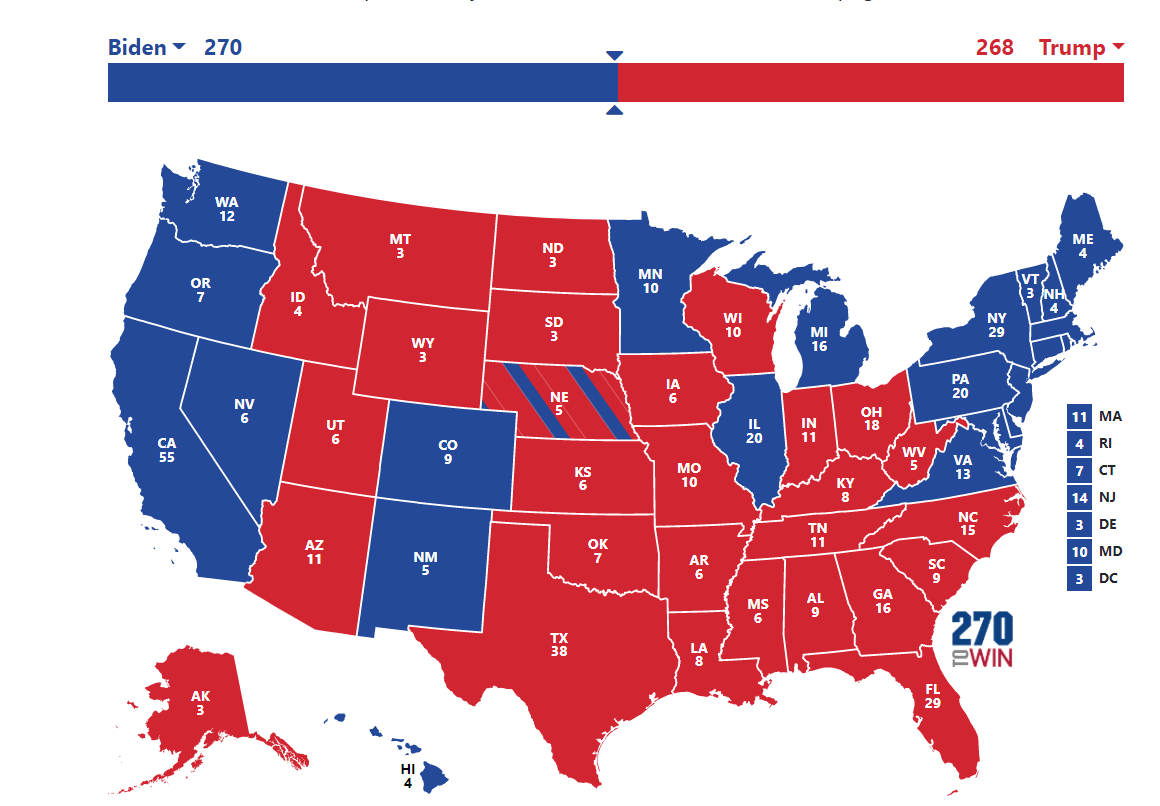 Biden 270
268 Trump
WA
12
OR
7
CA
55
NV
6
ID
4
MT
3
WY
3
UT
6
CO
9
AZ
11
NM
5
ND
3
SD
3
NE
5
KS
6
OK
7
TX
38
MN
10
IA
6
MO
10
AR
6
LA
8
WI
10
IL
20
MI
16
IN
11
OH
18
KY
8
TN
11
MS
6
AL
9
GA
16
FL
29
SC
9
NC
15
VA
13
WV
5
PA
20
NY
29
VT
3
NH
4
ME
4
11 MA
4 RI
7 CT
14 NJ
3 DE
10 MD
3 DC
AK
3
HI
4
270
TO WIN